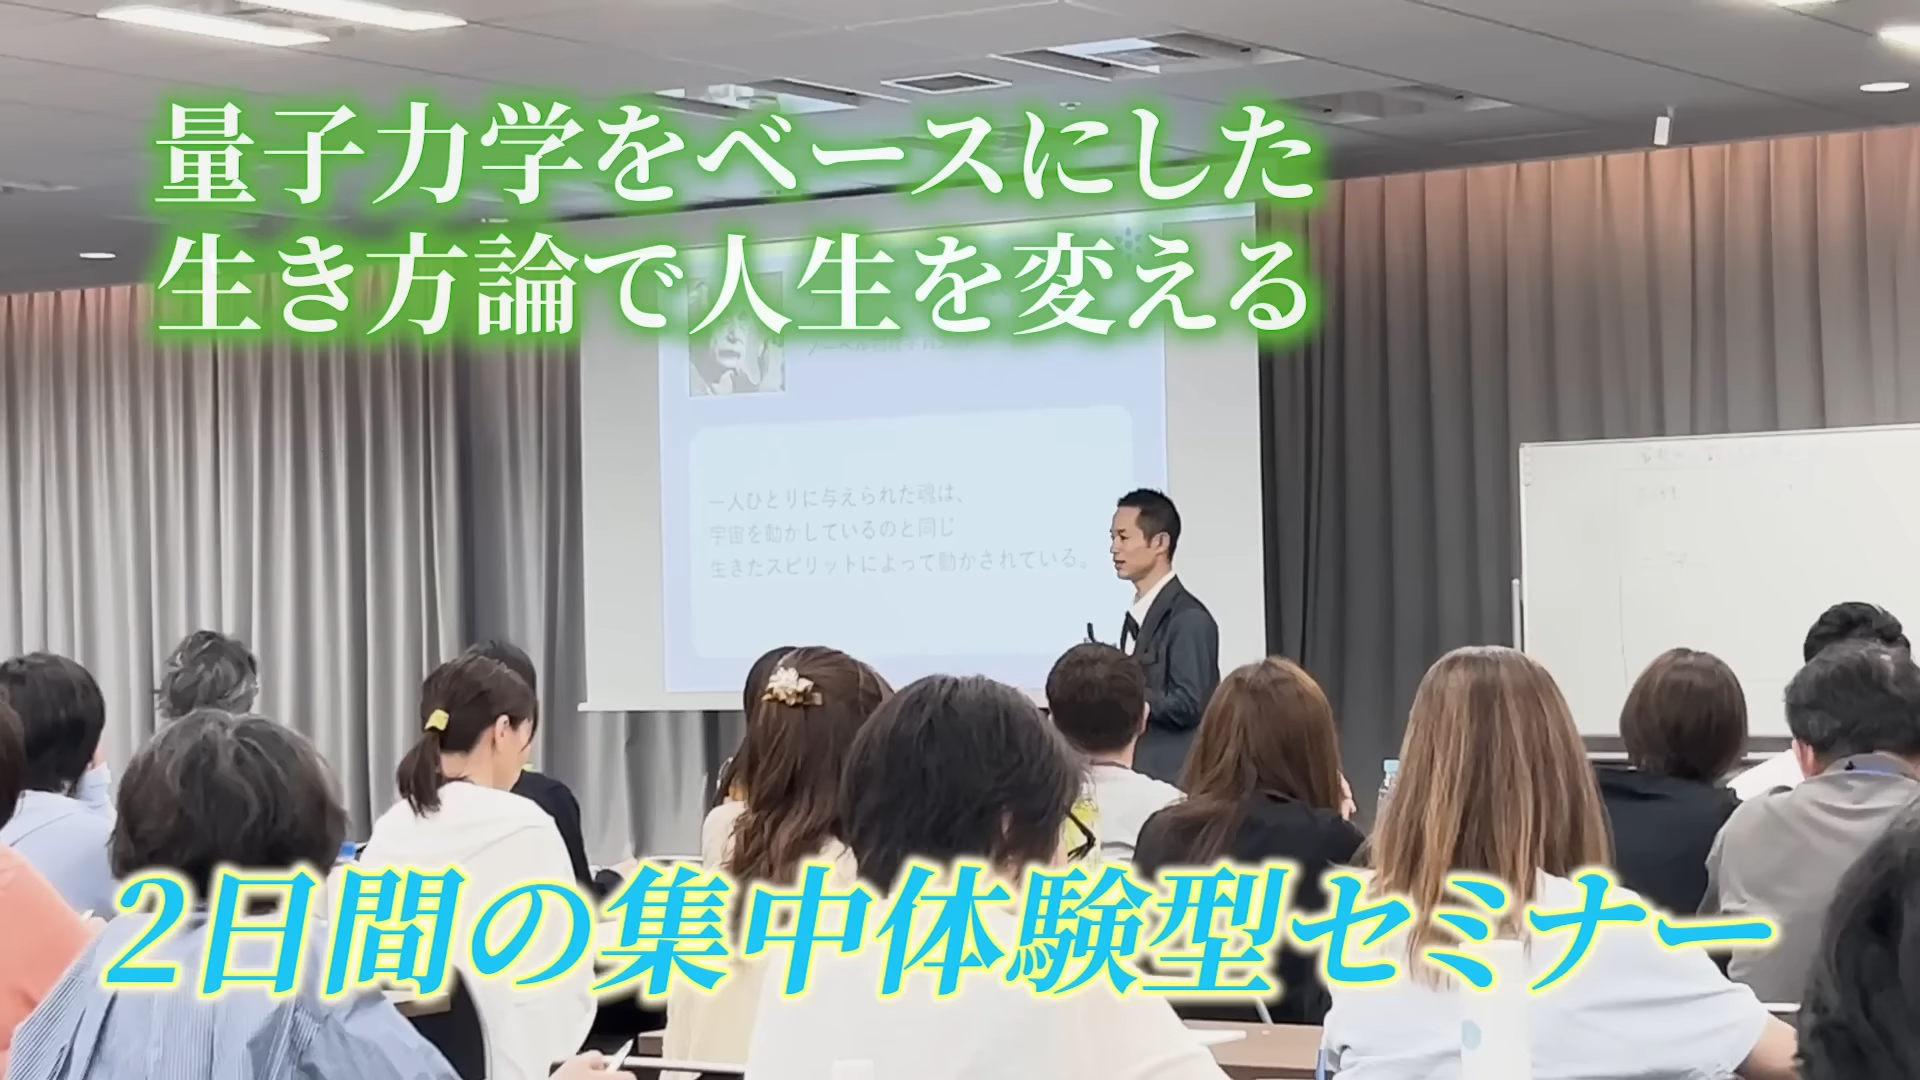 量子力学をベースにした
生き方論で人生を変える
一人ひとりに与えられた魂は、
宇宙を動かしているのと同じ
生きたスピリットによって動かされている。
2日間の集中体験型セミナー